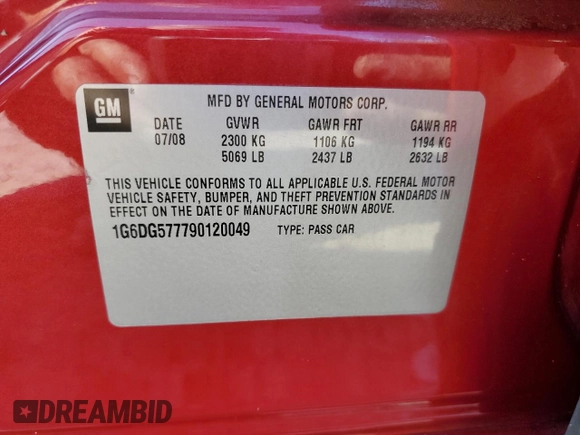 GM
MFD BY GENERAL MOTORS CORP.
DATE GVWR GAWR FRT GAWR RR
07/08 2300 KG 1106 KG 1194 KG
5069 LB 2437 LB 2632 LB
THIS VEHICLE CONFORMS TO ALL APPLICABLE U.S. FEDERAL MOTOR
VEHICLE SAFETY, BUMPER, AND THEFT PREVENTION STANDARDS IN
EFFECT ON THE DATE OF MANUFACTURE SHOWN ABOVE.
1G6DG577790120049 TYPE: PASS CAR
DREAMBID